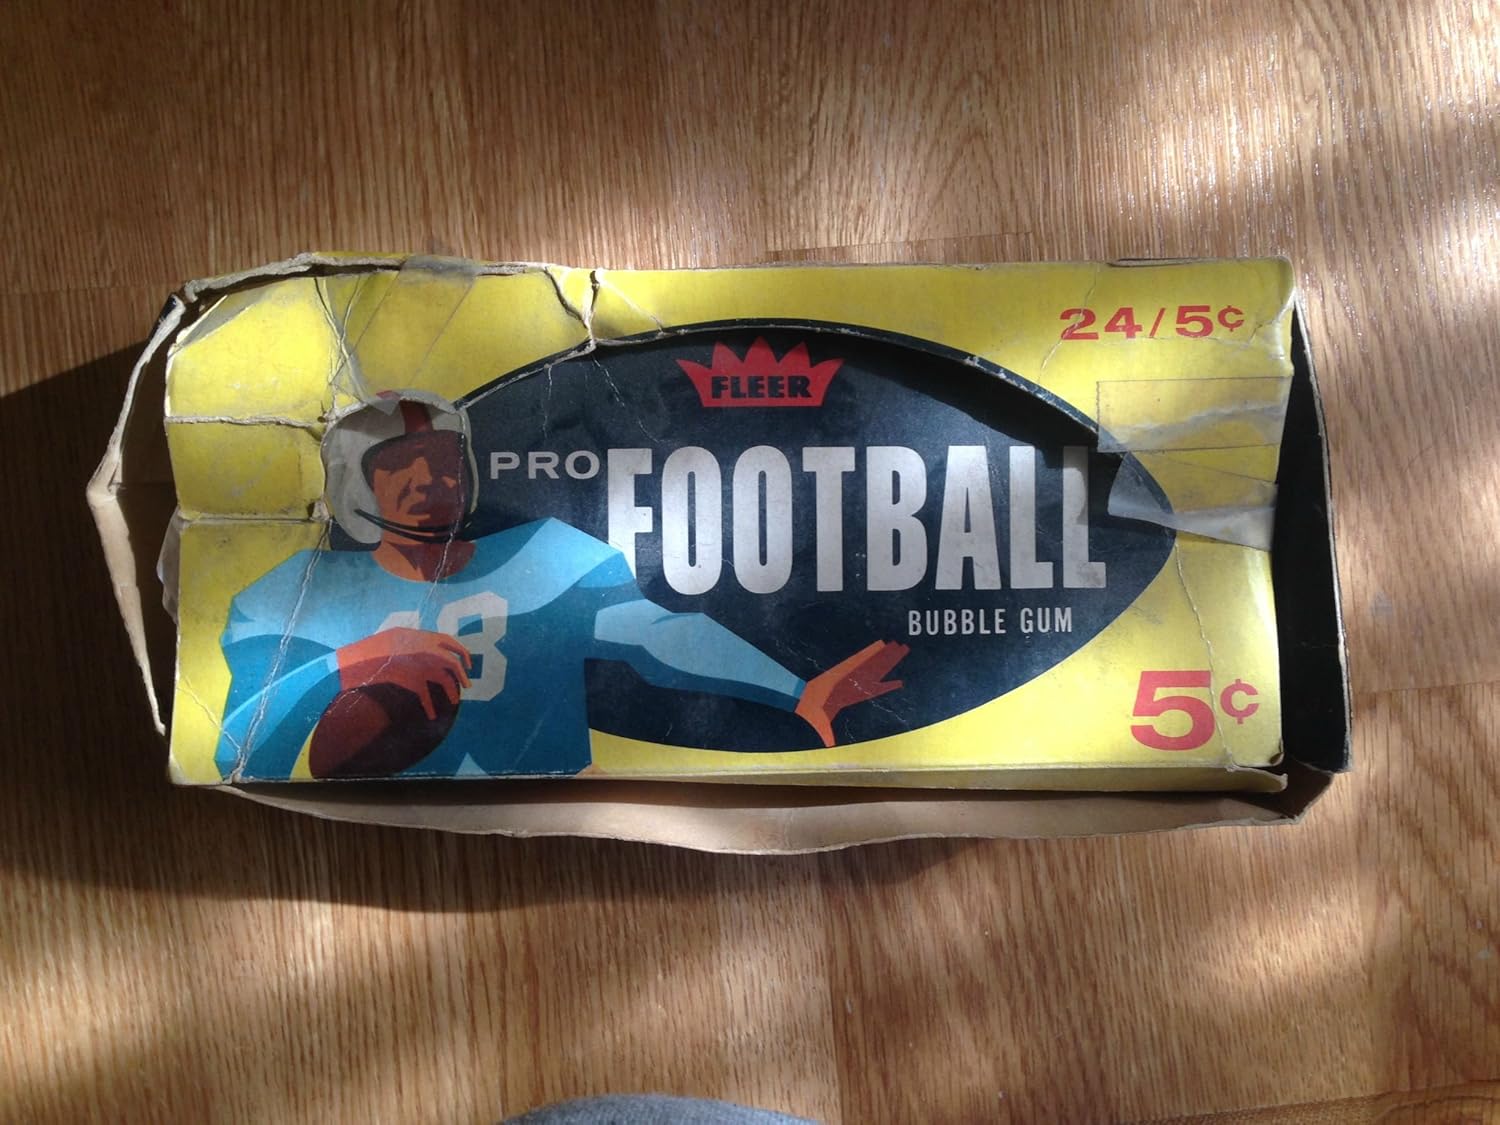 24/5¢
FLEER
PRO FOOTBALL
BUBBLE GUM
5¢